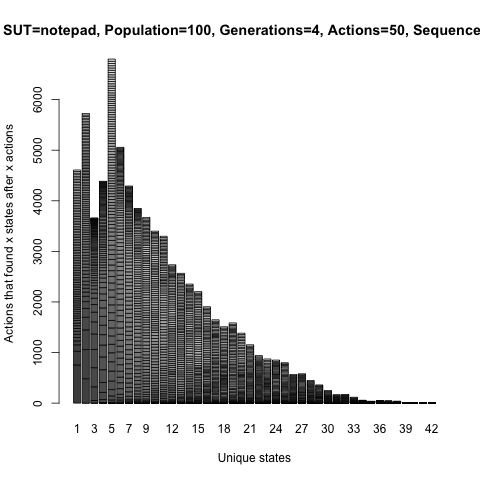 SUT=notepad, Population=100, Generations=4, Actions=50, Sequence
Actions that found x states after x actions
6000
5000
4000
3000
2000
1000
0
1 3 5 7 9 12 15 18 21 24 27 30 33 36 39 42
Unique states